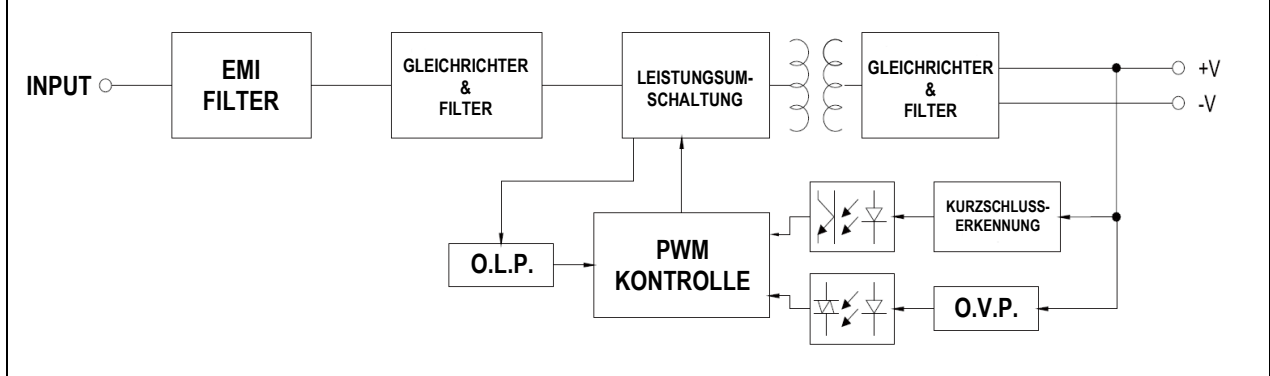 INPUT
EMI
FILTER
GLEICHRICHTER
&
FILTER
LEISTUNGSUM-
SCHALTUNG
GLEICHRICHTER
&
FILTER
+V
-V
O.L.P.
PWM
KONTROLLE
KURZSCHLUSS-
ERKENNUNG
O.V.P.